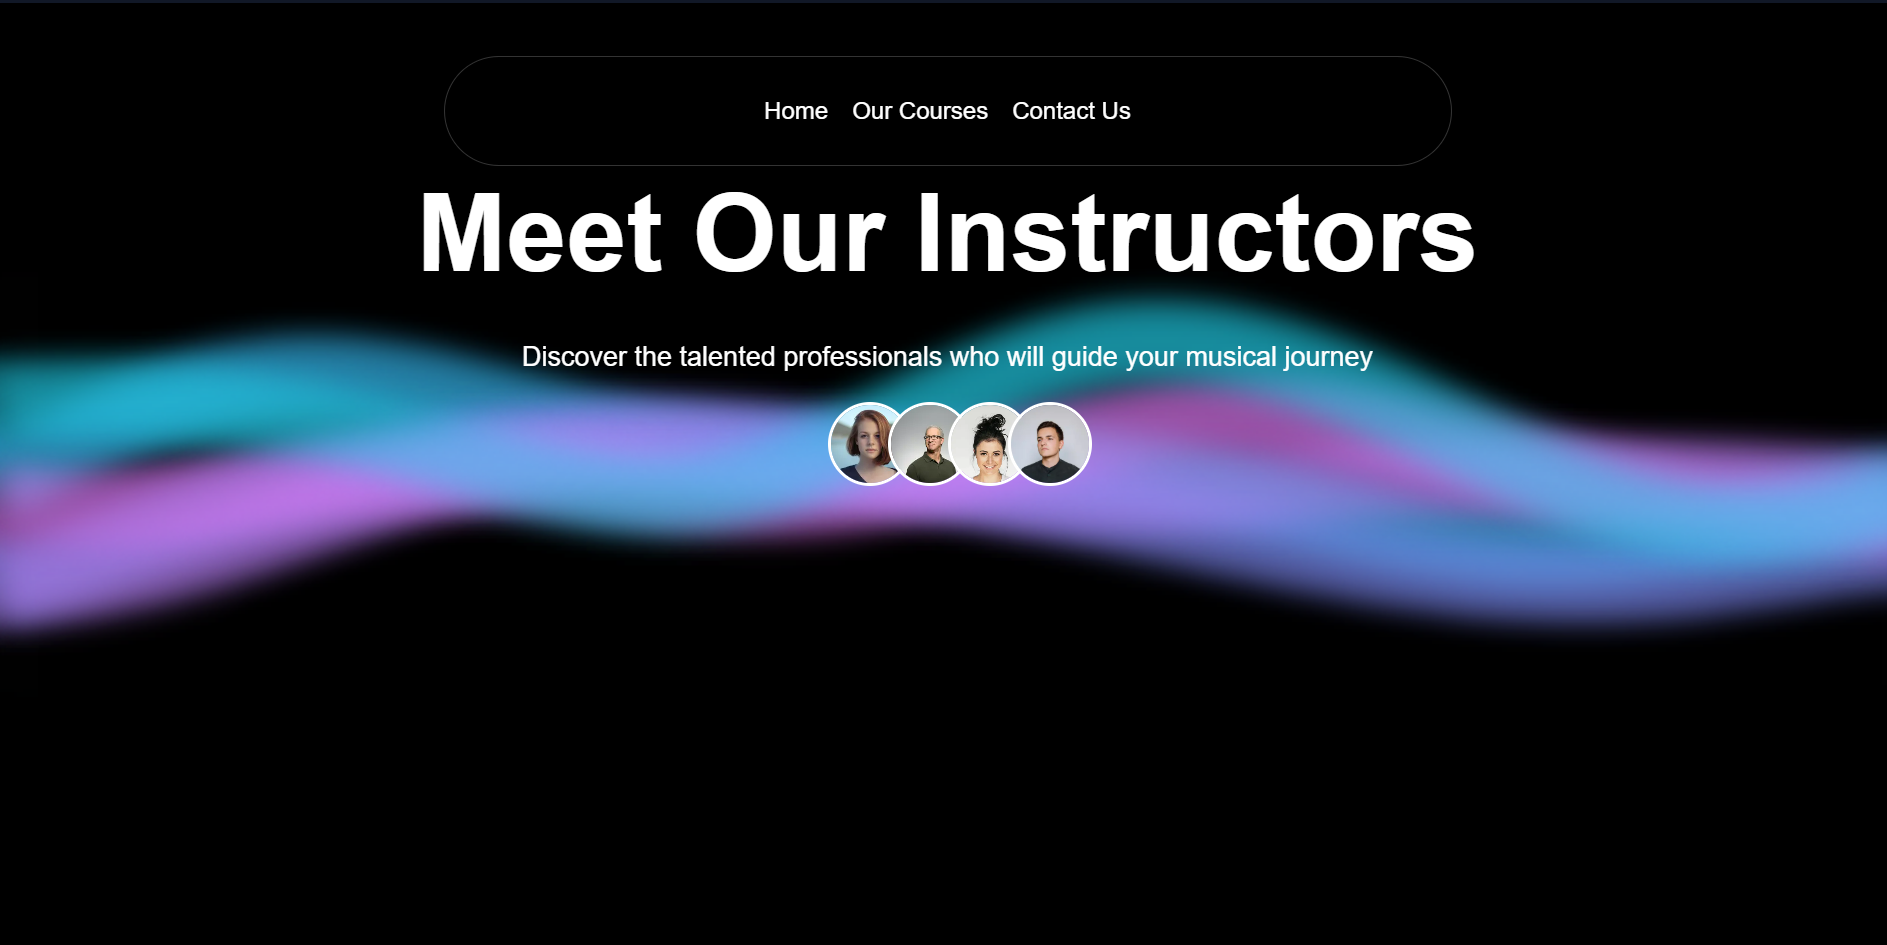 Home Our Courses Contact Us
Meet Our Instructors
Discover the talented professionals who will guide your musical journey